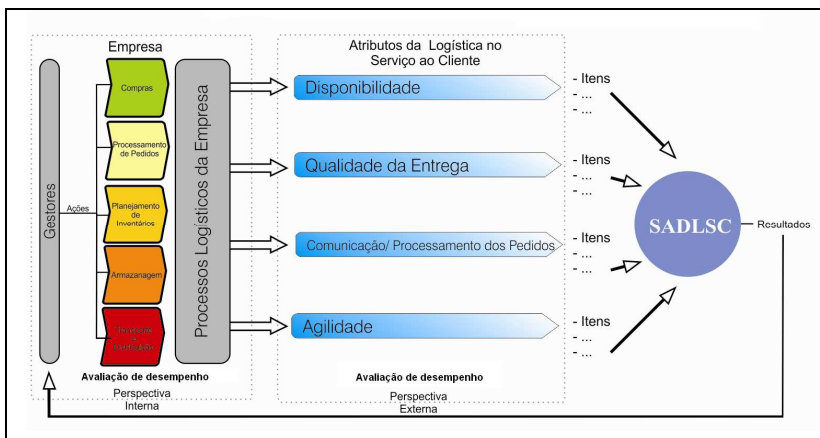 Empresa
Gestores
Ações
Compras
Processamento
de Pedidos
Planejamento
de
Inventários
Armazanagem
Processos Logísticos da Empresa
Avaliação de desempenho
Perspectiva
Interna
Atributos da Logística no
Serviço ao Cliente
Disponibilidade
Qualidade da Entrega
Comunicação/ Processamento dos Pedidos
Agilidade
Avaliação de desempenho
Perspectiva
Externa
- Itens
- ...
- ...
- Itens
- ...
- ...
- Itens
- ...
- ...
- Itens
- ...
- ...
SADLSC
Resultados